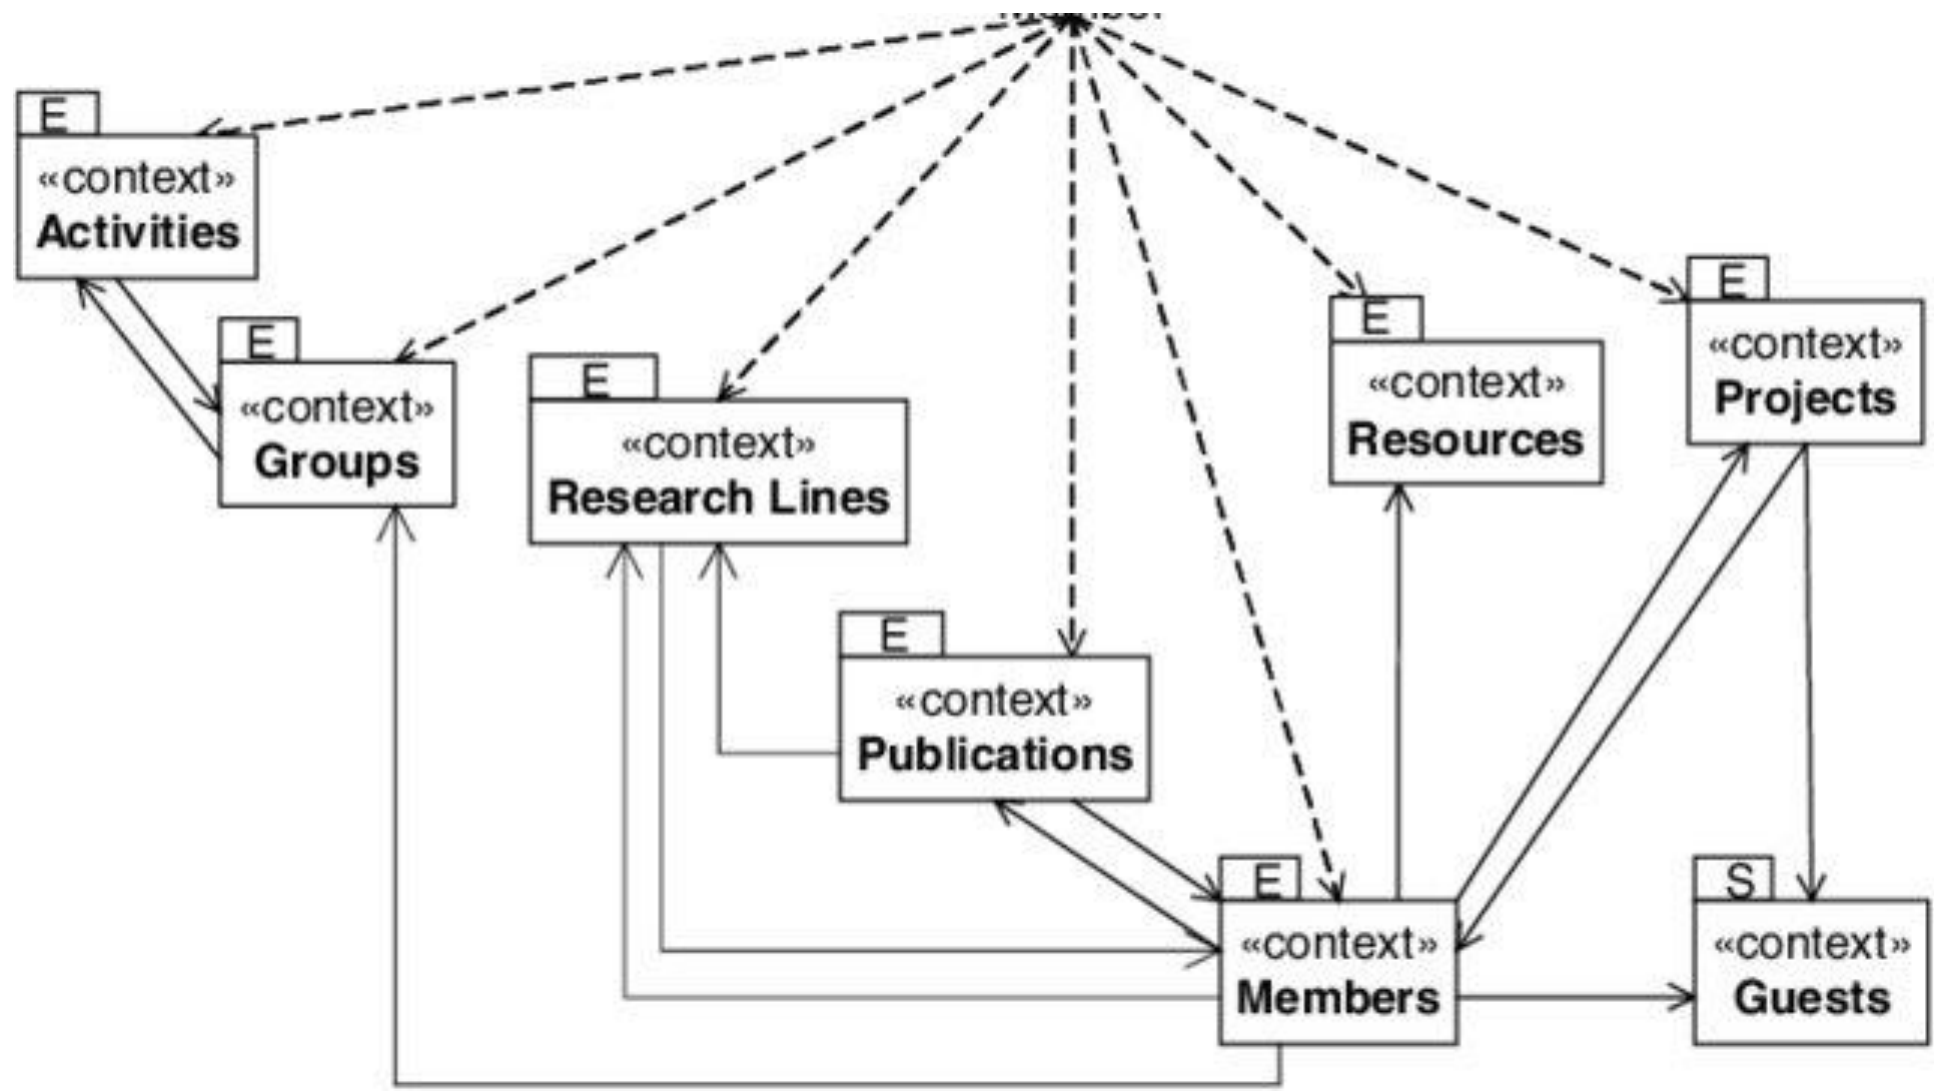 E
«context»
Activities
E
«context»
Groups
E
«context»
Research Lines
E
«context»
Publications
E
«context»
Resources
E
«context»
Projects
E
«context»
Members
S
«context»
Guests